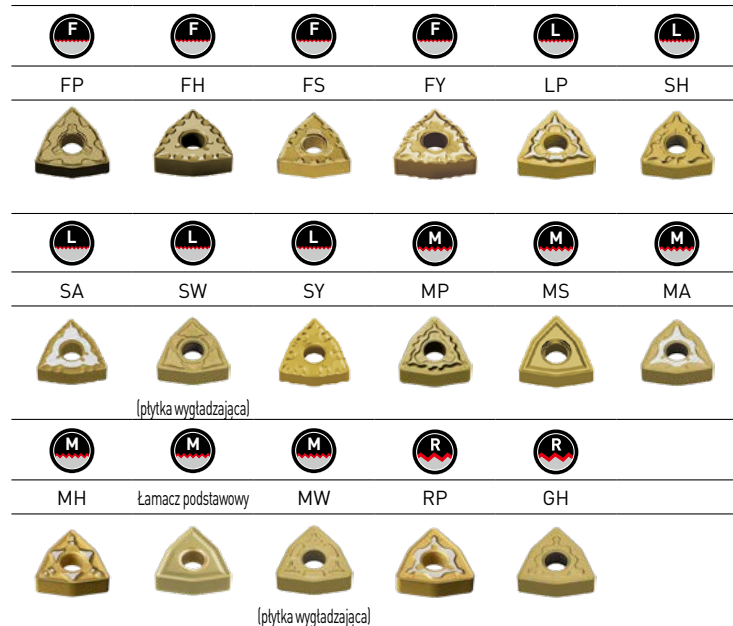 F F F F L L
FP FH FS FY LP SH
L L L M M M
SA SW SY MP MS MA
(płytka wygładzająca)
M M M R R
MH Łamacz podstawowy MW RP GH
(płytka wygładzająca)